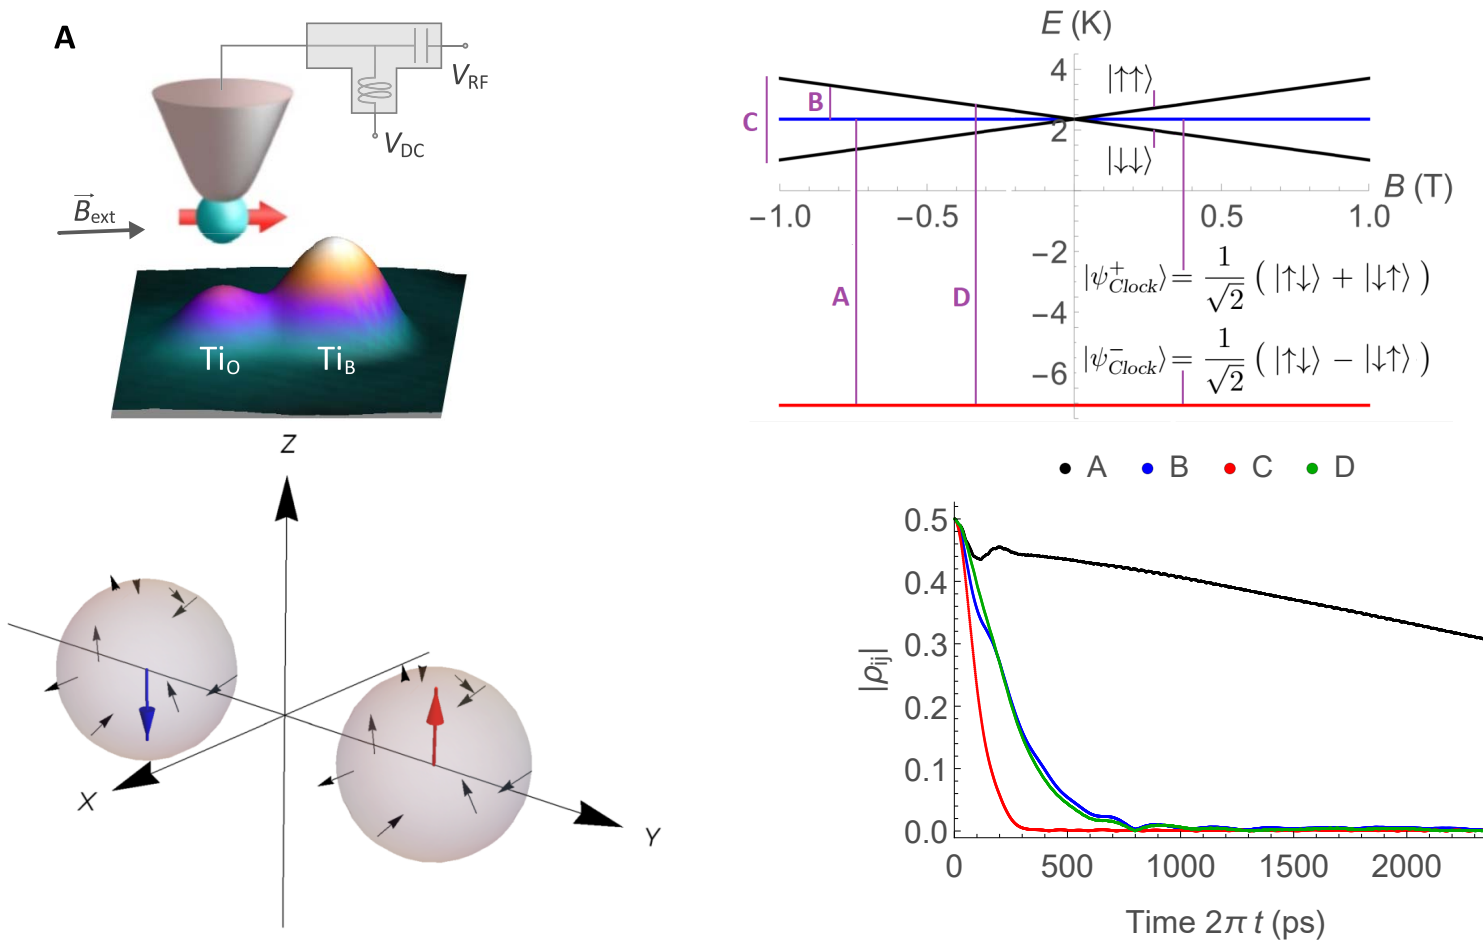 A
V_RF
V_DC
B⃗_ext
Ti_O
Ti_B
E (K)
4
|↑↑⟩
B
C
2
|↓↓⟩
B (T)
−1.0
−0.5
0.5
1.0
−2
|ψ⁺_Clock⟩ = 1/√2 ( |↑↓⟩ + |↓↑⟩ )
A
D
−4
|ψ⁻_Clock⟩ = 1/√2 ( |↑↓⟩ − |↓↑⟩ )
−6
Z
X
Y
A B C D
0.5
0.4
0.3
|ρ_ij|
0.2
0.1
0.0
0 500 1000 1500 2000
Time 2π t (ps)